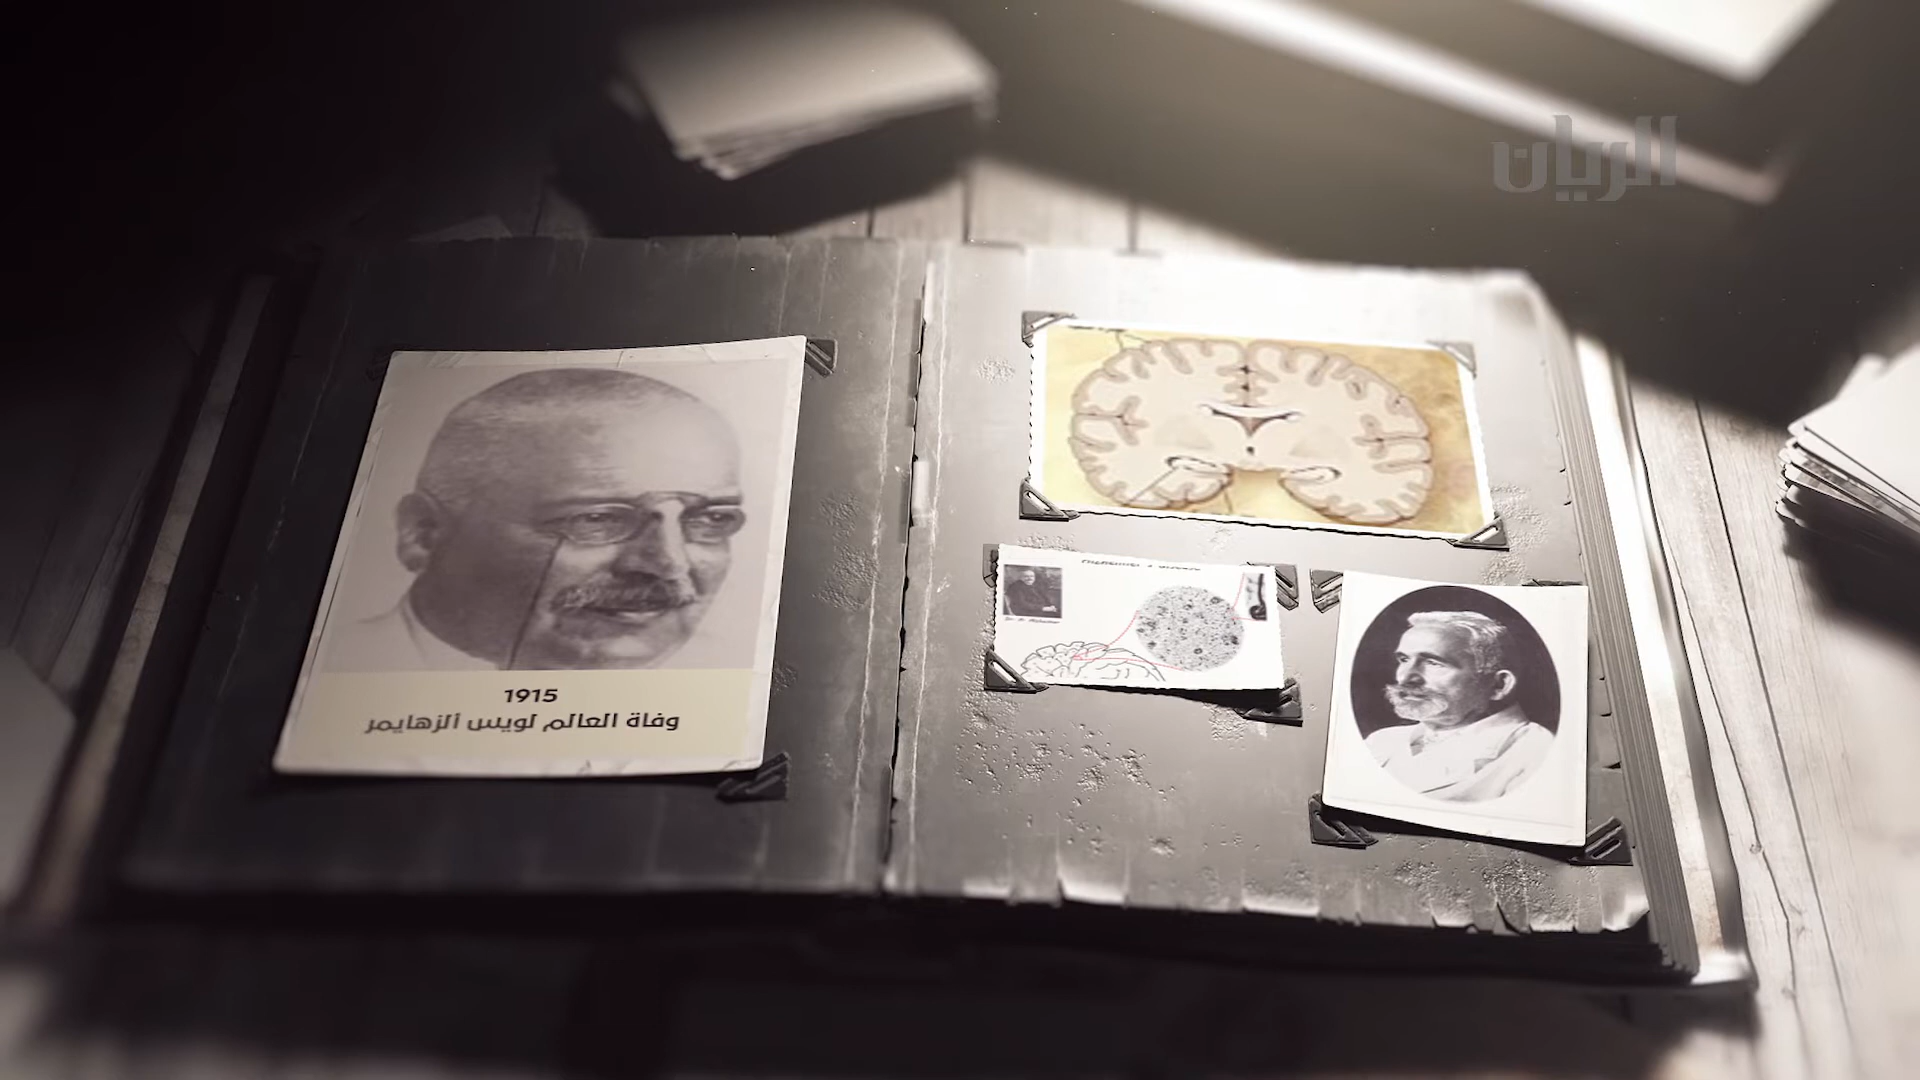 الريان
1915
وفاة العالم لويس ألزهايمر